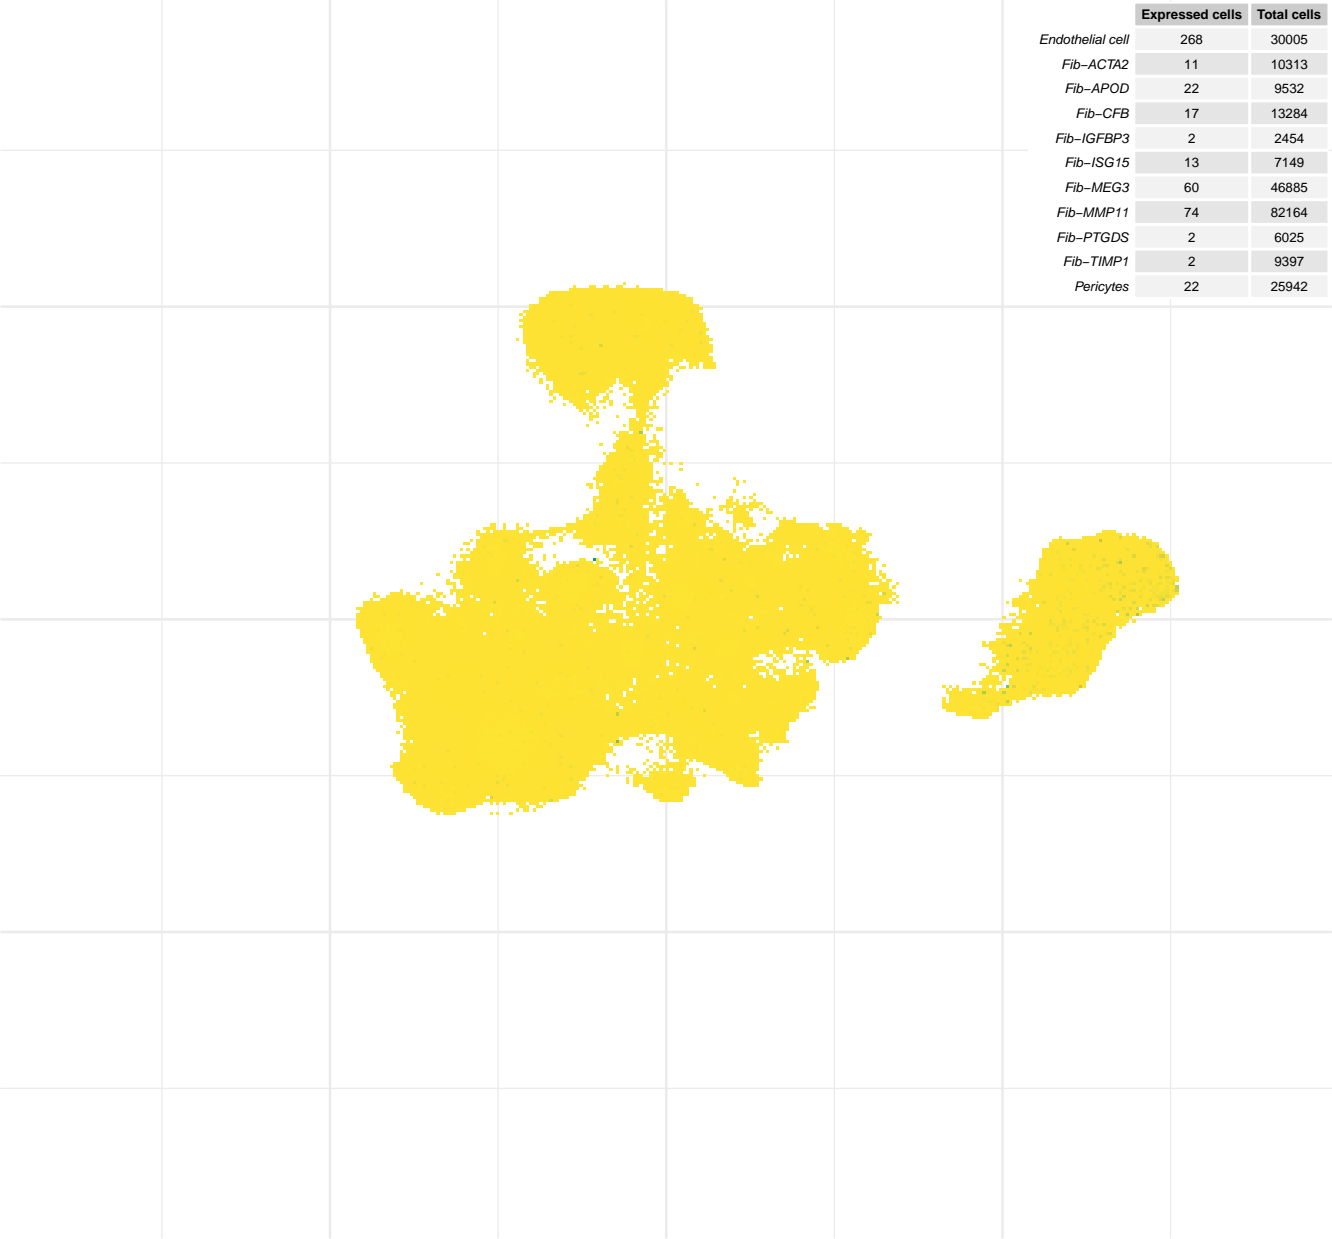 Expressed cells Total cells
Endothelial cell 268 30005
Fib−ACTA2 11 10313
Fib−APOD 22 9532
Fib−CFB 17 13284
Fib−IGFBP3 2 2454
Fib−ISG15 13 7149
Fib−MEG3 60 46885
Fib−MMP11 74 82164
Fib−PTGDS 2 6025
Fib−TIMP1 2 9397
Pericytes 22 25942